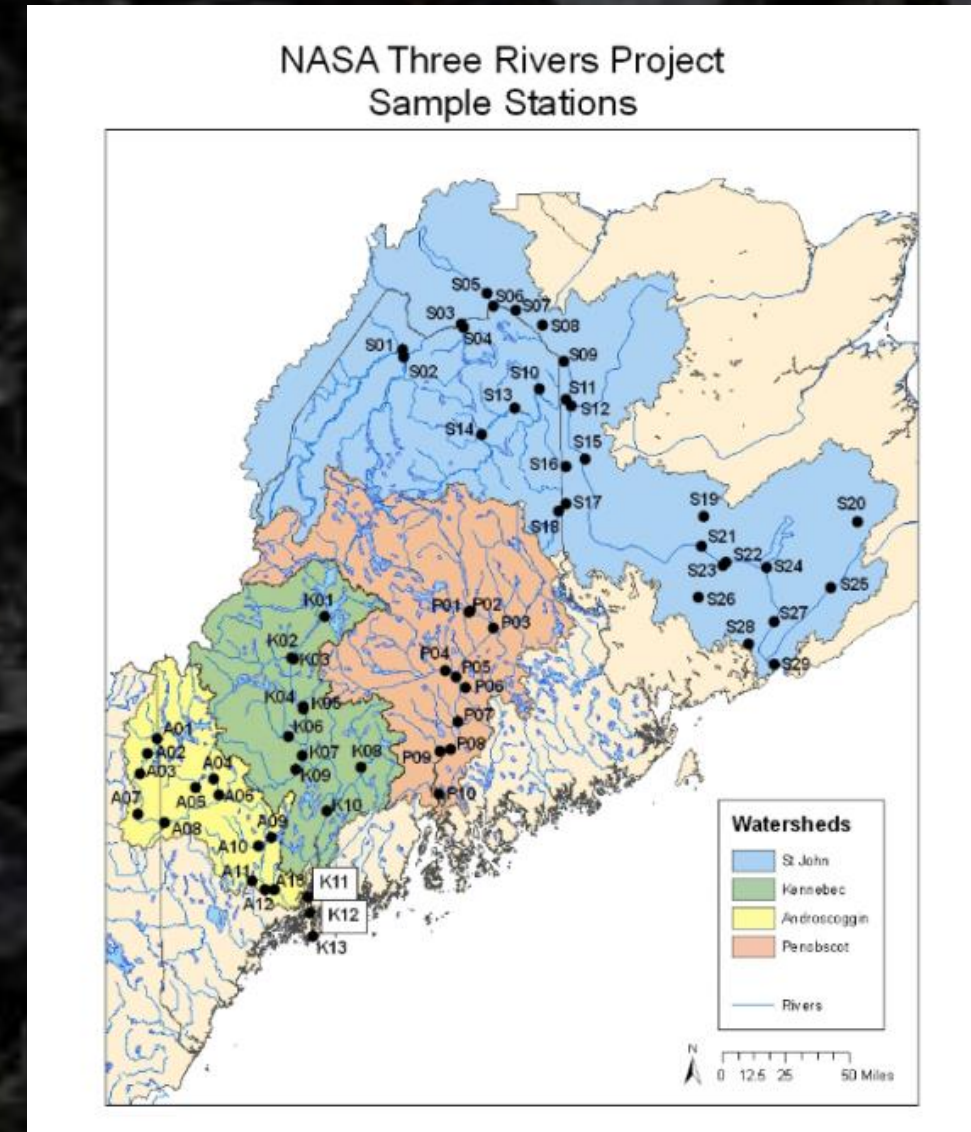 NASA Three Rivers Project
Sample Stations
S05
S06
S07
S03
S04
S08
S01
S02
S09
S10
S11
S12
S13
S14
S15
S16
S17
S18
S19
S20
S21
S22
S23
S24
S25
S26
S27
S28
S29
K01
P01
P02
P03
K02
K03
P04
P05
P06
K04
K05
P07
K06
A01
A02
K07
K08
P09
P08
A03
A04
K09
A05
A06
P10
A07
A08
K10
A09
A10
A11
A13
K11
A12
K12
K13
Watersheds
St John
Kennebec
Androscoggin
Penobscot
Rivers
N
0 12.5 25 50 Miles